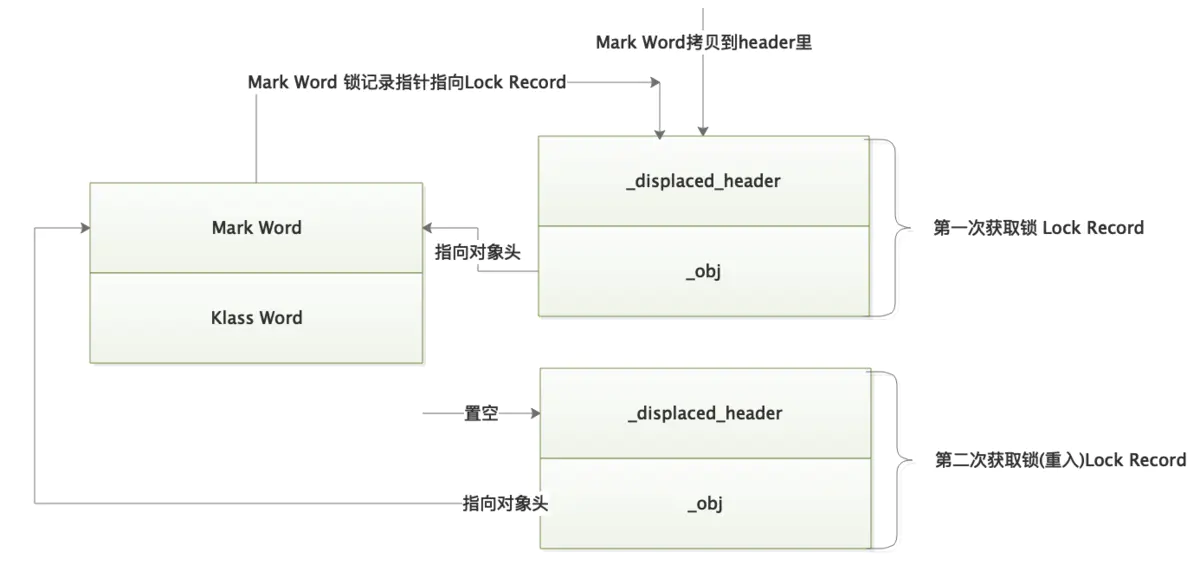 Mark Word拷贝到header里
Mark Word 锁记录指针指向Lock Record
_displaced_header
Mark Word
第一次获取锁 Lock Record
指向对象头
_obj
Klass Word
置空
_displaced_header
第二次获取锁(重入)Lock Record
指向对象头
_obj